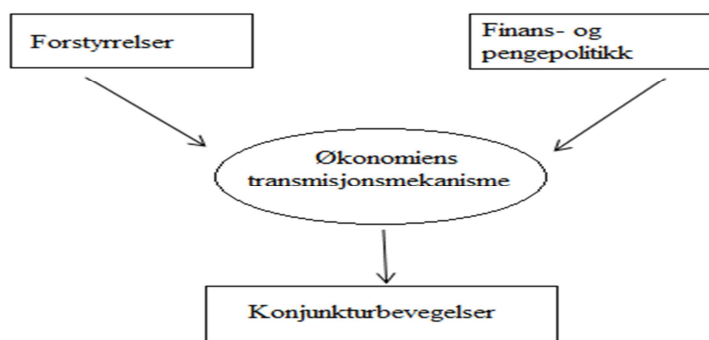 Forstyrrelser
Finans- og
pengepolitikk
Økonomiens
transmisjonsmekanisme
Konjunkturbevegelser